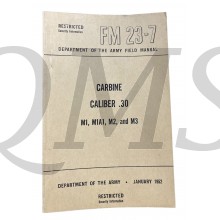 RESTRICTED
Security Information
FM 23-7
DEPARTMENT OF THE ARMY FIELD MANUAL
CARBINE
CALIBER .30
M1, M1A1, M2, and M3
QMS
DEPARTMENT OF THE ARMY • JANUARY 1952
RESTRICTED
Security Information